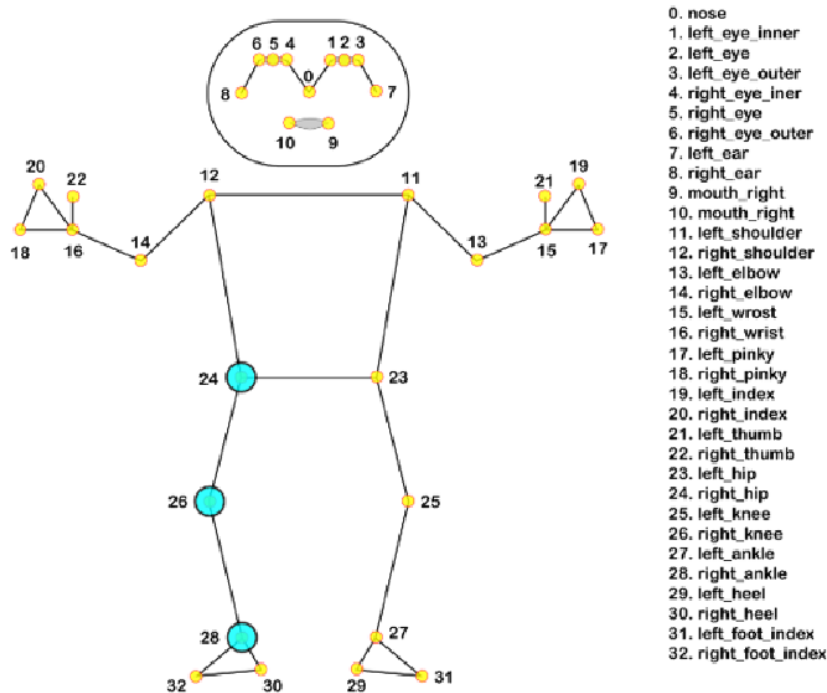 6 5 4 1 2 3
0
8 7
10 9
20 22 12 11 21 19
18 16 14 13 15 17
24 23
26 25
28 27
32 30 29 31
0. nose
1. left_eye_inner
2. left_eye
3. left_eye_outer
4. right_eye_iner
5. right_eye
6. right_eye_outer
7. left_ear
8. right_ear
9. mouth_right
10. mouth_right
11. left_shoulder
12. right_shoulder
13. left_elbow
14. right_elbow
15. left_wrost
16. right_wrist
17. left_pinky
18. right_pinky
19. left_index
20. right_index
21. left_thumb
22. right_thumb
23. left_hip
24. right_hip
25. left_knee
26. right_knee
27. left_ankle
28. right_ankle
29. left_heel
30. right_heel
31. left_foot_index
32. right_foot_index